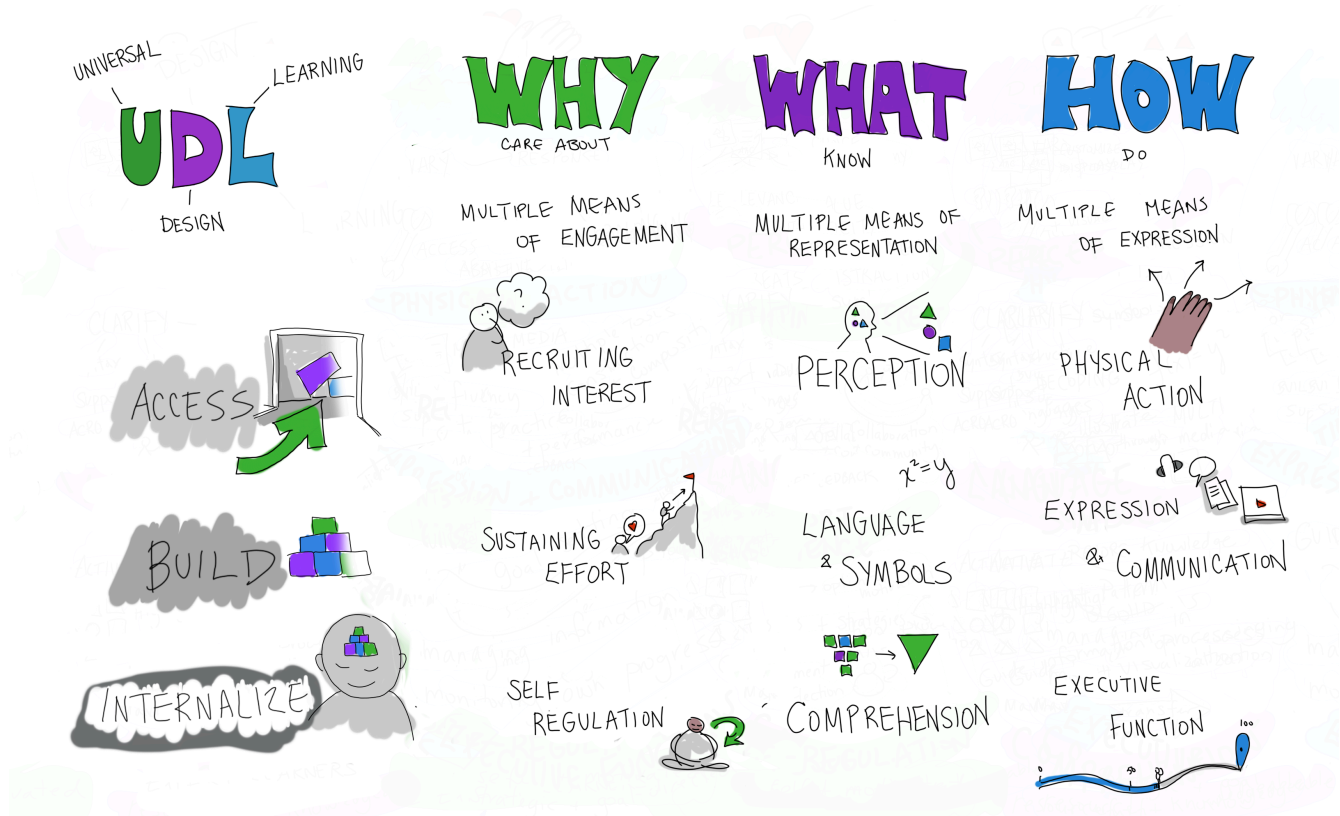 UNIVERSAL
LEARNING
UDL
DESIGN
WHY
CARE ABOUT
WHAT
KNOW
HOW
DO
MULTIPLE MEANS
OF ENGAGEMENT
MULTIPLE MEANS OF
REPRESENTATION
MULTIPLE MEANS
OF EXPRESSION
ACCESS
?
RECRUITING
INTEREST
PERCEPTION
PHYSICAL
ACTION
BUILD
SUSTAINING
EFFORT
x²=y
LANGUAGE
& SYMBOLS
EXPRESSION
& COMMUNICATION
INTERNALIZE
SELF
REGULATION
COMPREHENSION
EXECUTIVE
FUNCTION
100